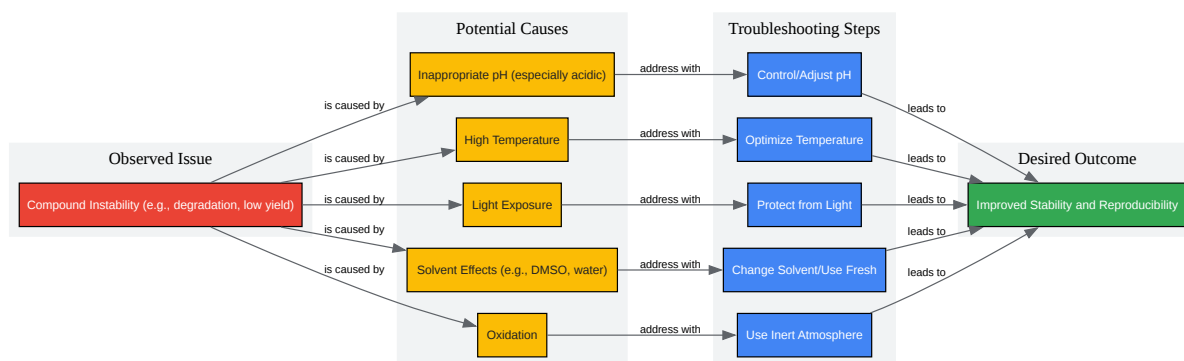 Potential Causes
Troubleshooting Steps
Inappropriate pH (especially acidic)
address with
Control/Adjust pH
is caused by
leads to
High Temperature
address with
Optimize Temperature
Observed Issue
is caused by
leads to
Desired Outcome
Compound Instability (e.g., degradation, low yield)
is caused by
Light Exposure
address with
Protect from Light
leads to
Improved Stability and Reproducibility
is caused by
leads to
Solvent Effects (e.g., DMSO, water)
address with
Change Solvent/Use Fresh
is caused by
leads to
Oxidation
address with
Use Inert Atmosphere